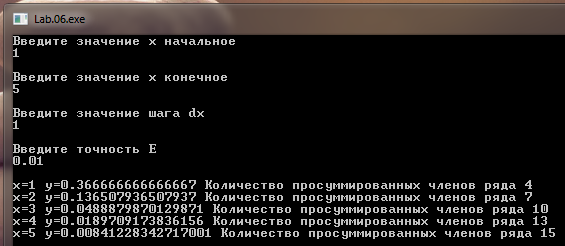 Lab.06.exe
Введите значение x начальное
1
Введите значение x конечное
5
Введите значение шага dx
1
Введите точность E
0.01
x=1 y=0.366666666666667 Количество просуммированных членов ряда 4
x=2 y=0.136507936507937 Количество просуммированных членов ряда 7
x=3 y=0.0488879870129871 Количество просуммированных членов ряда 10
x=4 y=0.0189709173836156 Количество просуммированных членов ряда 13
x=5 y=0.00841228342717001 Количество просуммированных членов ряда 15